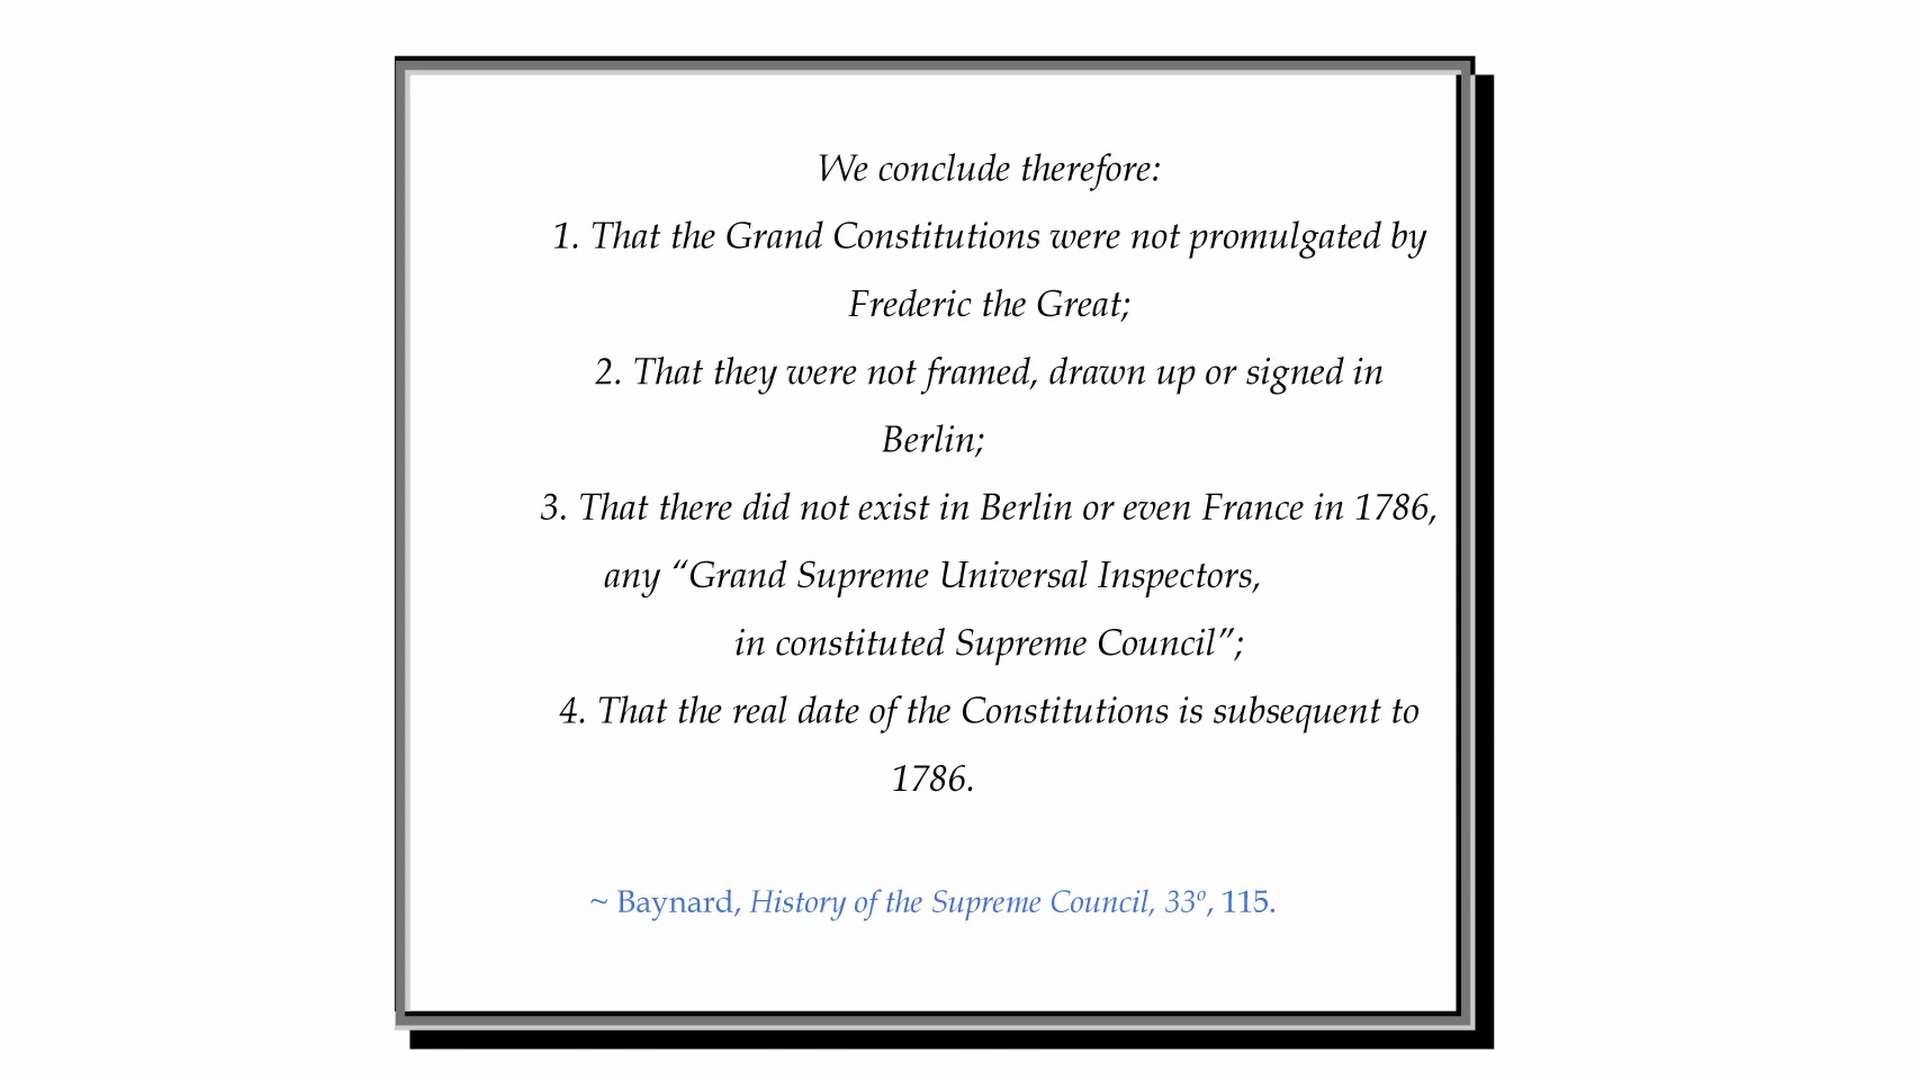 We conclude therefore:
1. That the Grand Constitutions were not promulgated by
Frederic the Great;
2. That they were not framed, drawn up or signed in
Berlin;
3. That there did not exist in Berlin or even France in 1786,
any “Grand Supreme Universal Inspectors,
in constituted Supreme Council”;
4. That the real date of the Constitutions is subsequent to
1786.
~ Baynard, History of the Supreme Council, 33º, 115.